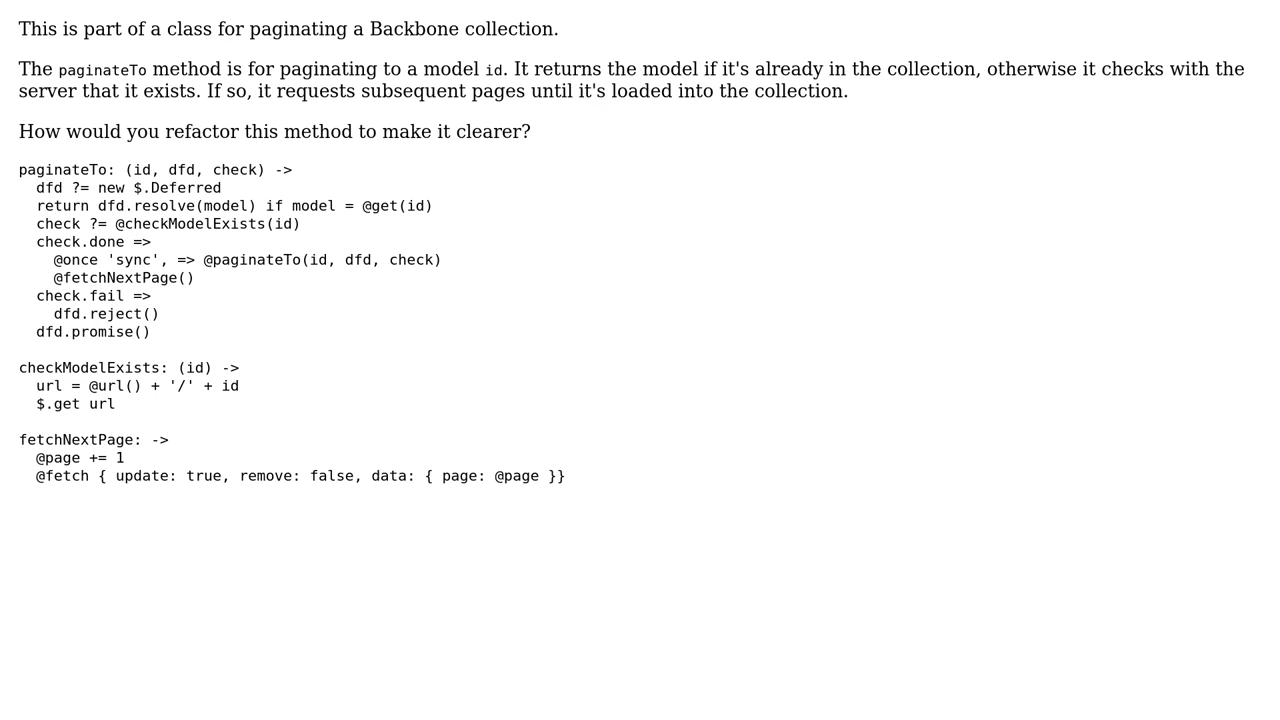 This is part of a class for paginating a Backbone collection.
The paginateTo method is for paginating to a model id. It returns the model if it's already in the collection, otherwise it checks with the
server that it exists. If so, it requests subsequent pages until it's loaded into the collection.
How would you refactor this method to make it clearer?
paginateTo: (id, dfd, check) ->
  dfd ?= new $.Deferred
  return dfd.resolve(model) if model = @get(id)
  check ?= @checkModelExists(id)
  check.done =>
    @once 'sync', => @paginateTo(id, dfd, check)
    @fetchNextPage()
  check.fail =>
    dfd.reject()
  dfd.promise()

checkModelExists: (id) ->
  url = @url() + '/' + id
  $.get url

fetchNextPage: ->
  @page += 1
  @fetch { update: true, remove: false, data: { page: @page }}